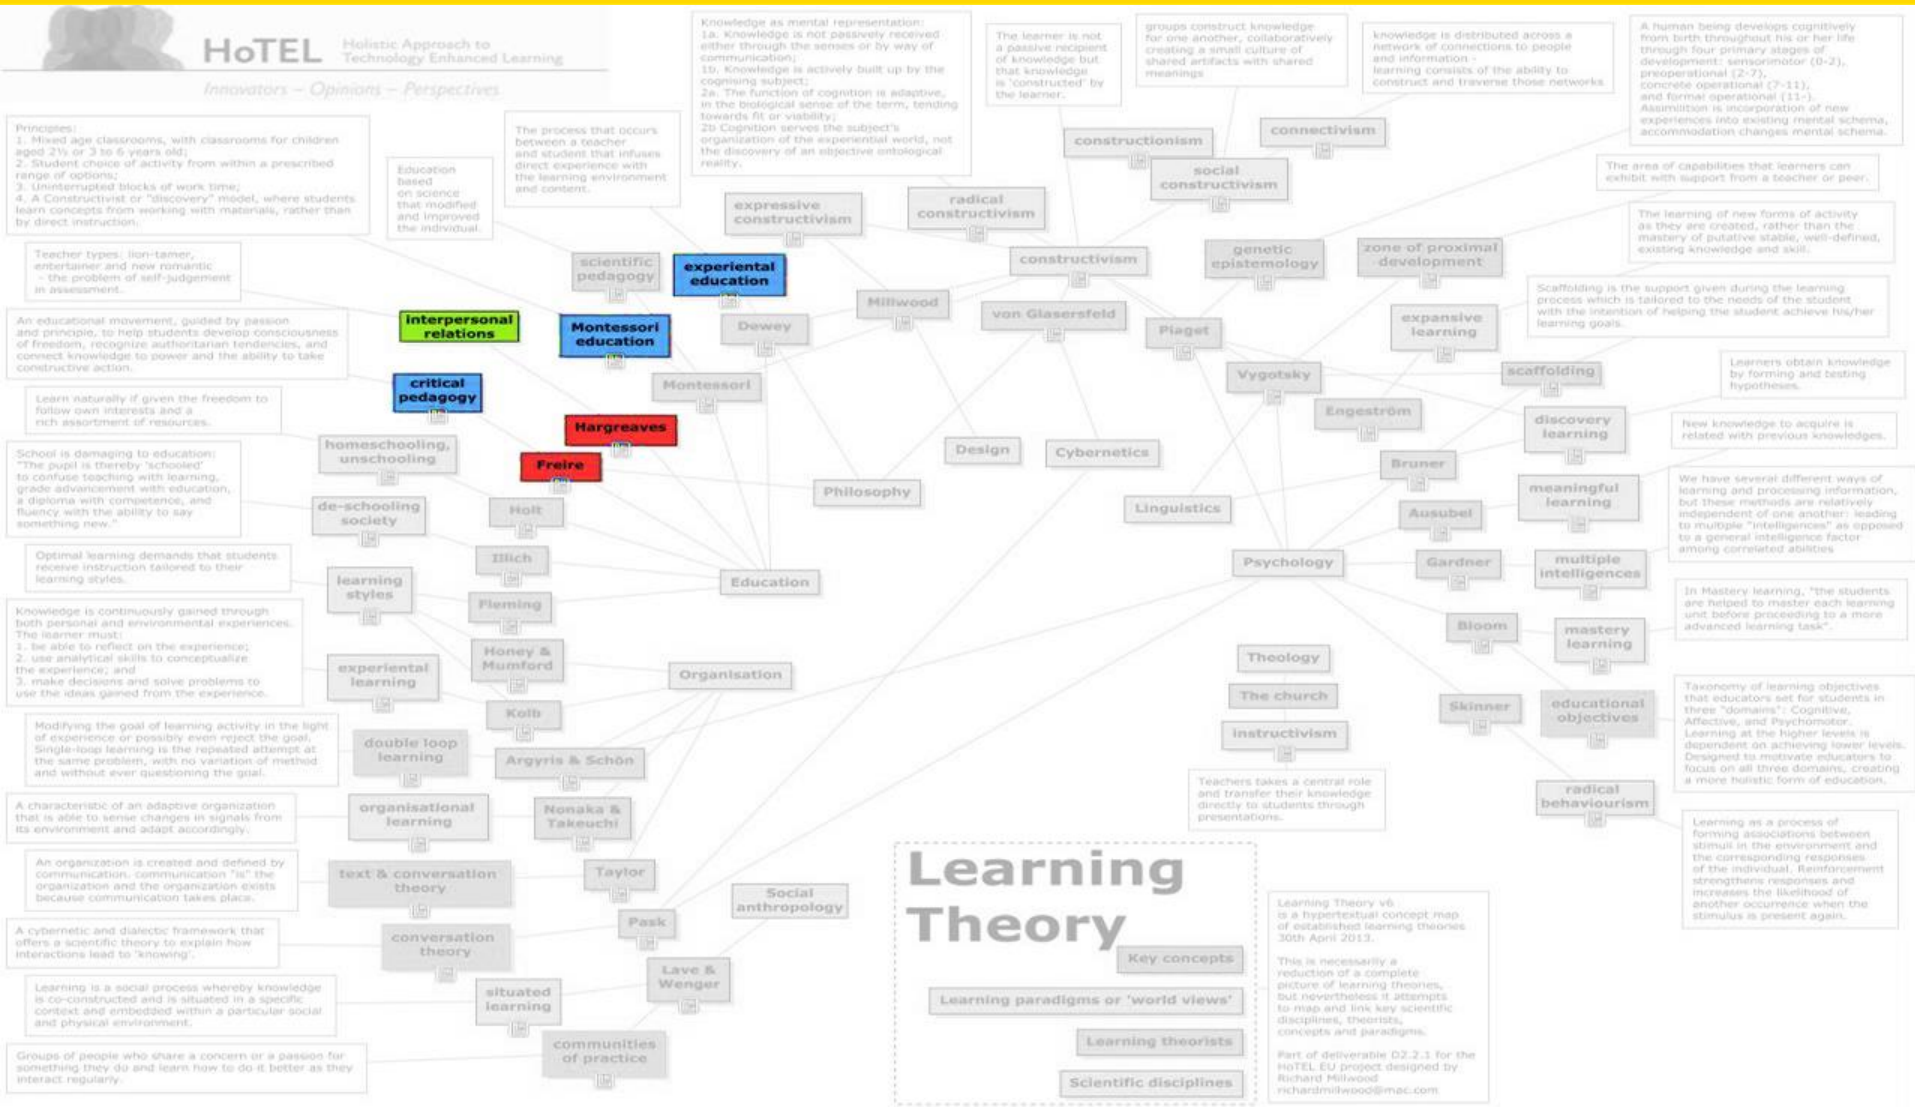 HoTEL
Holistic Approach to
Technology Enhanced Learning
Innovators – Opinions – Perspectives
Knowledge as mental representation:
1a. Knowledge is not passively received
either through the senses or by way of
communication;
1b. Knowledge is actively built up by the
cognising subject;
2a. The function of cognition is adaptive,
in the biological sense of the term, tending
towards fit or viability;
2b Cognition serves the subject's
organization of the experiential world, not
the discovery of an objective ontological
reality.
The learner is not
a passive recipient
of knowledge but
that knowledge
is 'constructed' by
the learner.
groups construct knowledge
for one another, collaboratively
creating a small culture of
shared artifacts with shared
meanings
knowledge is distributed across a
network of connections to people
and information -
learning consists of the ability to
construct and traverse those networks
A human being develops cognitively
from birth throughout his or her life
through four primary stages of
development: sensorimotor (0-2),
preoperational (2-7),
concrete operational (7-11),
and formal operational (11-).
Assimilition is incorporation of new
experiences into existing mental schema,
accommodation changes mental schema.
Principles:
1. Mixed age classrooms, with classrooms for children
aged 2½ or 3 to 6 years old;
2. Student choice of activity from within a prescribed
range of options;
3. Uninterrupted blocks of work time;
4. A Constructivist or "discovery" model, where students
learn concepts from working with materials, rather than
by direct instruction.
Education
based
on science
that modified
and improved
the individual.
The process that occurs
between a teacher
and student that infuses
direct experience with
the learning environment
and content.
constructionism
connectivism
social
constructivism
The area of capabilities that learners can
exhibit with support from a teacher or peer.
expressive
constructivism
radical
constructivism
The learning of new forms of activity
as they are created, rather than the
mastery of putative stable, well-defined,
existing knowledge and skill.
Teacher types: lion-tamer,
entertainer and new romantic
- the problem of self-judgement
in assessment.
scientific
pedagogy
experiental
education
constructivism
genetic
epistemology
zone of proximal
development
Scaffolding is the support given during the learning
process which is tailored to the needs of the student
with the intention of helping the student achieve his/her
learning goals.
An educational movement, guided by passion
and principle, to help students develop consciousness
of freedom, recognize authoritarian tendencies, and
connect knowledge to power and the ability to take
constructive action.
interpersonal
relations
Montessori
education
Dewey
Millwood
von Glasersfeld
Piaget
expansive
learning
critical
pedagogy
Montessori
Vygotsky
scaffolding
Learners obtain knowledge
by forming and testing
hypotheses.
Learn naturally if given the freedom to
follow own interests and a
rich assortment of resources.
Hargreaves
Engeström
discovery
learning
New knowledge to acquire is
related with previous knowledges.
homeschooling,
unschooling
Freire
Design
Cybernetics
Bruner
School is damaging to education:
"The pupil is thereby 'schooled'
to confuse teaching with learning,
grade advancement with education,
a diploma with competence, and
fluency with the ability to say
something new."
de-schooling
society
Holt
Philosophy
Linguistics
Ausubel
meaningful
learning
We have several different ways of
learning and processing information,
but these methods are relatively
independent of one another: leading
to multiple "intelligences" as opposed
to a general intelligence factor
among correlated abilities
Optimal learning demands that students
receive instruction tailored to their
learning styles.
Illich
Education
Psychology
Gardner
multiple
intelligences
learning
styles
Fleming
In Mastery learning, "the students
are helped to master each learning
unit before proceeding to a more
advanced learning task".
Knowledge is continuously gained through
both personal and environmental experiences.
The learner must:
1. be able to reflect on the experience;
2. use analytical skills to conceptualize
the experience; and
3. make decisions and solve problems to
use the ideas gained from the experience.
experiental
learning
Honey &
Mumford
Organisation
Kolb
Theology
The church
instructivism
Teachers takes a central role
and transfer their knowledge
directly to students through
presentations.
Bloom
mastery
learning
Skinner
educational
objectives
Taxonomy of learning objectives
that educators set for students in
three "domains": Cognitive,
Affective, and Psychomotor.
Learning at the higher levels is
dependent on achieving lower levels.
Designed to motivate educators to
focus on all three domains, creating
a more holistic form of education.
Modifying the goal of learning activity in the light
of experience or possibly even reject the goal.
Single-loop learning is the repeated attempt at
the same problem, with no variation of method
and without ever questioning the goal.
double loop
learning
Argyris & Schön
radical
behaviourism
Learning as a process of
forming associations between
stimuli in the environment and
the corresponding responses
of the individual. Reinforcement
strengthens responses and
increases the likelihood of
another occurrence when the
stimulus is present again.
A characteristic of an adaptive organization
that is able to sense changes in signals from
its environment and adapt accordingly.
organisational
learning
Nonaka &
Takeuchi
An organization is created and defined by
communication. communication "is" the
organization and the organization exists
because communication takes place.
text & conversation
theory
Taylor
Social
anthropology
A cybernetic and dialectic framework that
offers a scientific theory to explain how
interactions lead to 'knowing'.
conversation
theory
Pask
Learning is a social process whereby knowledge
is co-constructed and is situated in a specific
context and embedded within a particular social
and physical environment.
situated
learning
Lave &
Wenger
Groups of people who share a concern or a passion for
something they do and learn how to do it better as they
interact regularly.
communities
of practice
Learning
Theory
Key concepts
Learning paradigms or 'world views'
Learning theorists
Scientific disciplines
Learning Theory v6
is a hypertextual concept map
of established learning theories
30th April 2013.
This is necessarily a
reduction of a complete
picture of learning theories,
but nevertheless it attempts
to map and link key scientific
disciplines, theorists,
concepts and paradigms.
Part of deliverable D2.2.1 for the
HoTEL EU project designed by
Richard Millwood
richardmillwood@mac.com